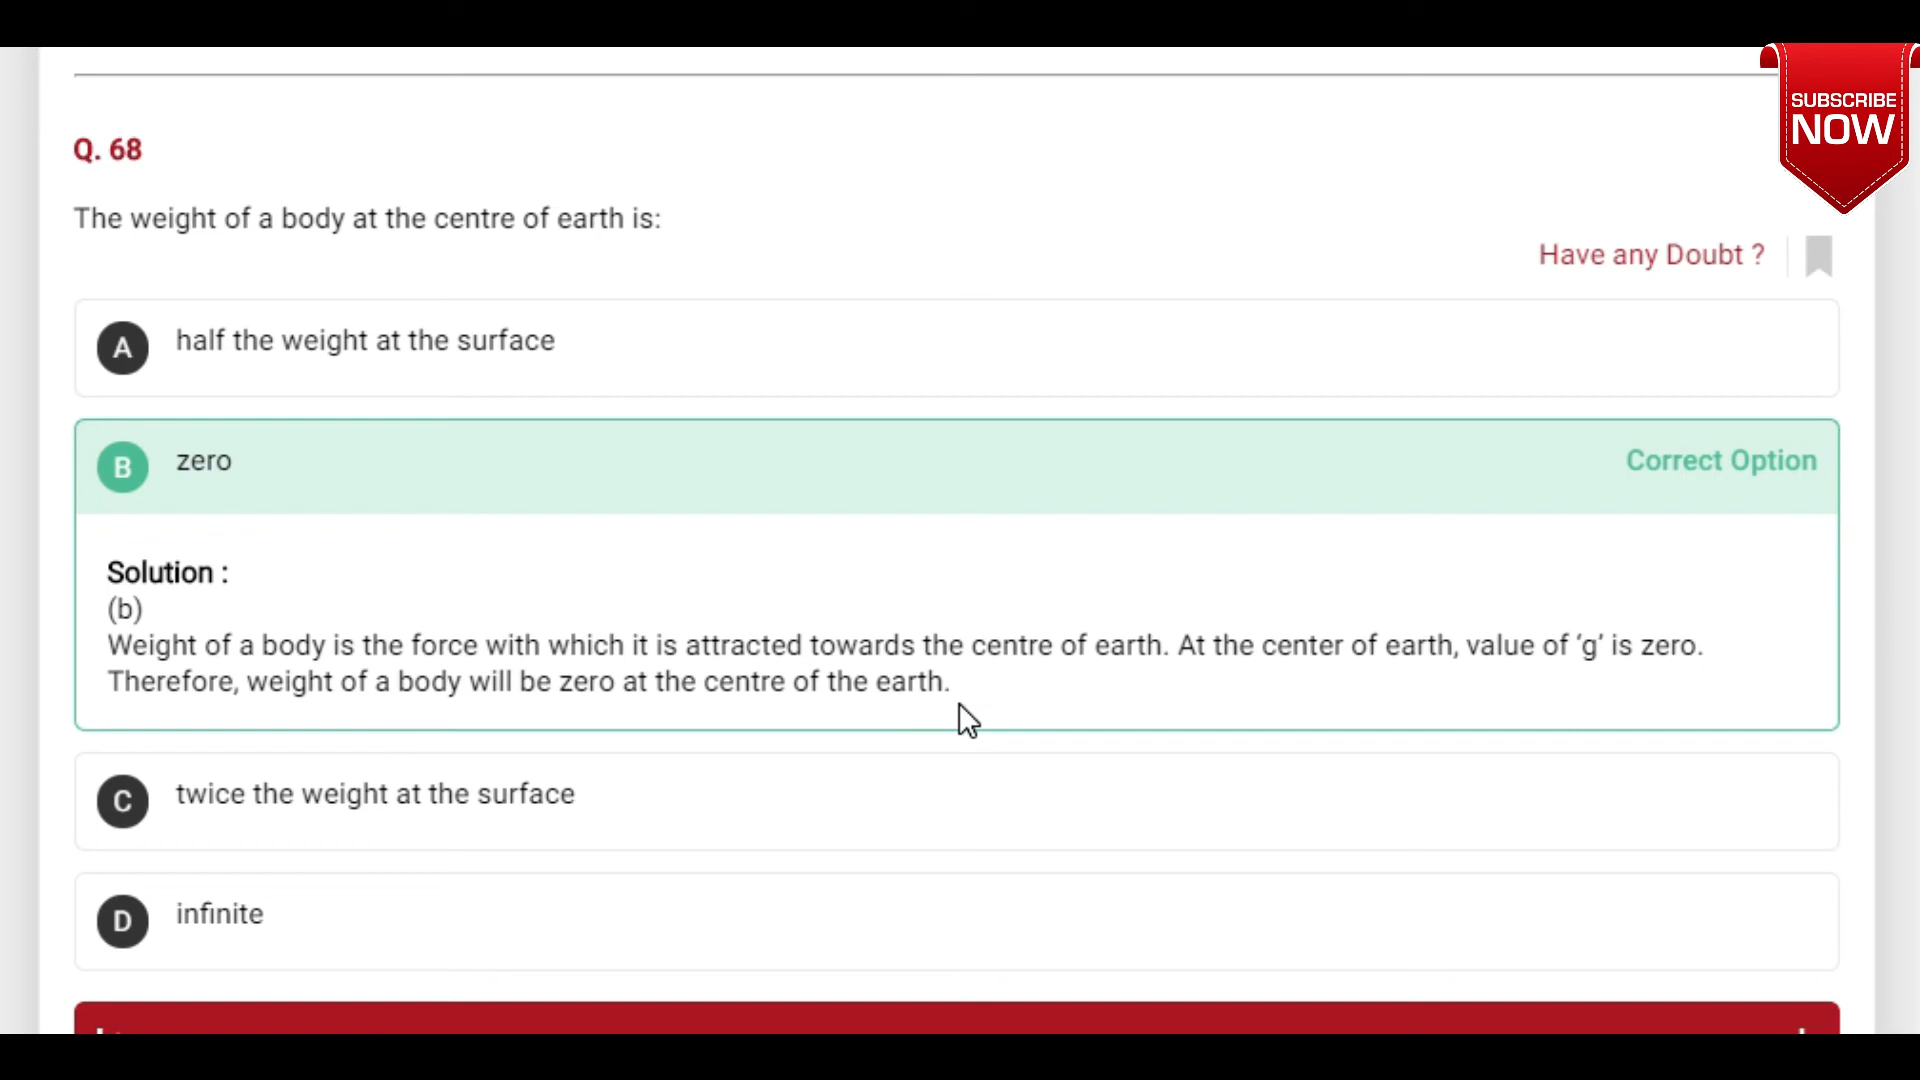 SUBSCRIBE
NOW
Q. 68
The weight of a body at the centre of earth is:
Have any Doubt ?
A half the weight at the surface
B zero Correct Option
Solution :
(b)
Weight of a body is the force with which it is attracted towards the centre of earth. At the center of earth, value of ‘g’ is zero.
Therefore, weight of a body will be zero at the centre of the earth.
C twice the weight at the surface
D infinite